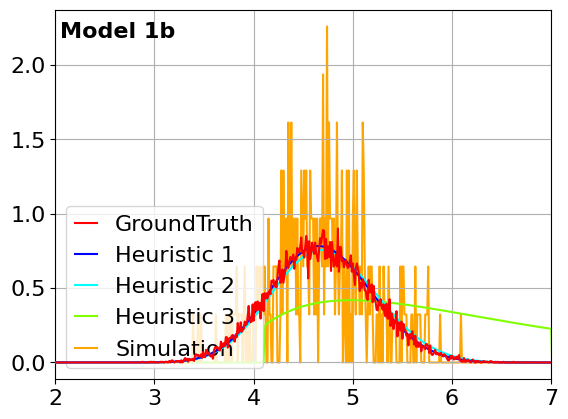 Model 1b
2.0
1.5
1.0
0.5
0.0
GroundTruth
Heuristic 1
Heuristic 2
Heuristic 3
Simulation
2 3 4 5 6 7